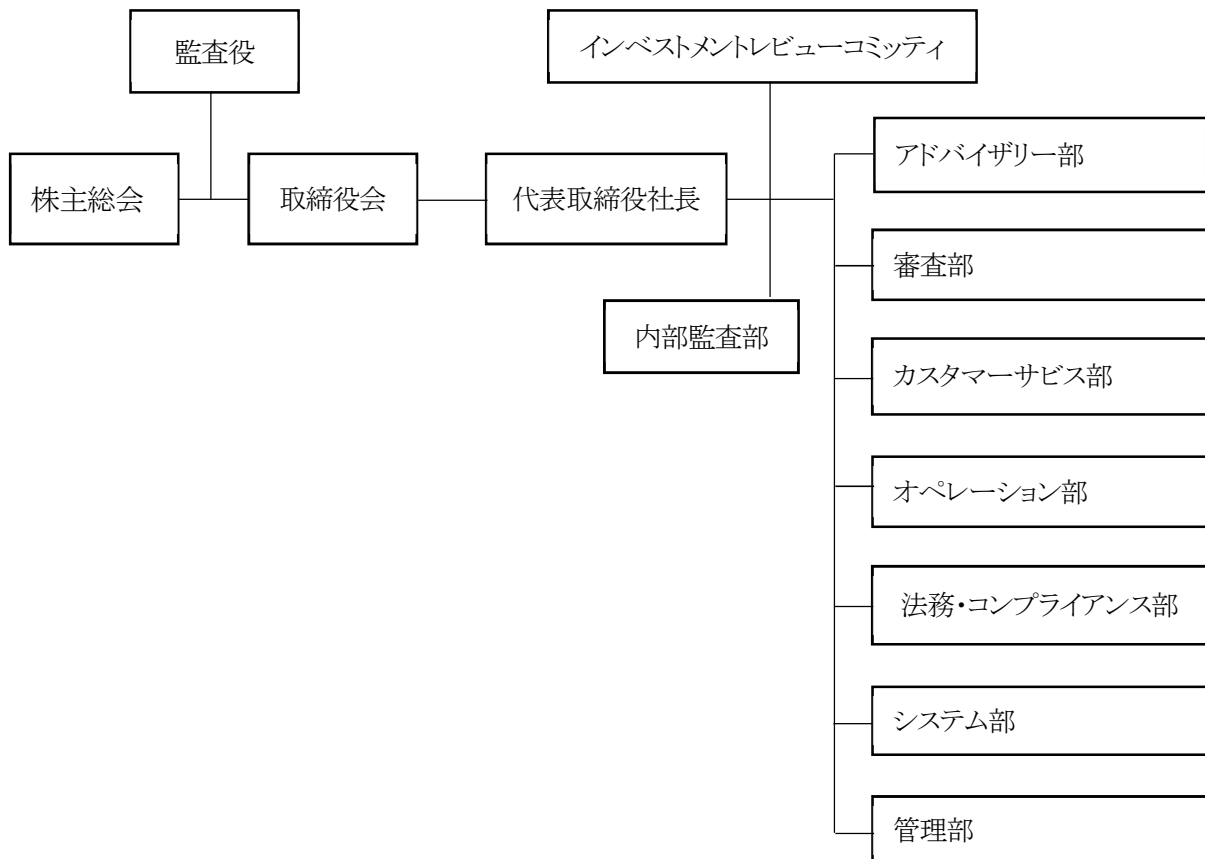 監査役
インベストメントレビューコミッティ
株主総会
取締役会
代表取締役社長
内部監査部
アドバイザリー部
審査部
カスタマーサビス部
オペレーション部
法務・コンプライアンス部
システム部
管理部